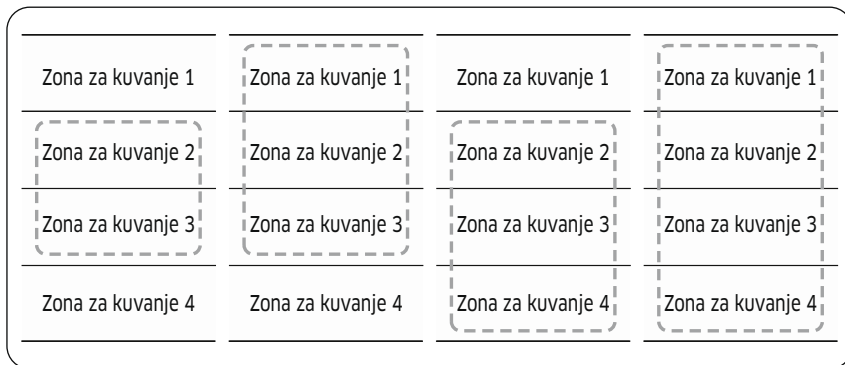 Zona za kuvanje 1 Zona za kuvanje 1 Zona za kuvanje 1 Zona za kuvanje 1
Zona za kuvanje 2 Zona za kuvanje 2 Zona za kuvanje 2 Zona za kuvanje 2
Zona za kuvanje 3 Zona za kuvanje 3 Zona za kuvanje 3 Zona za kuvanje 3
Zona za kuvanje 4 Zona za kuvanje 4 Zona za kuvanje 4 Zona za kuvanje 4